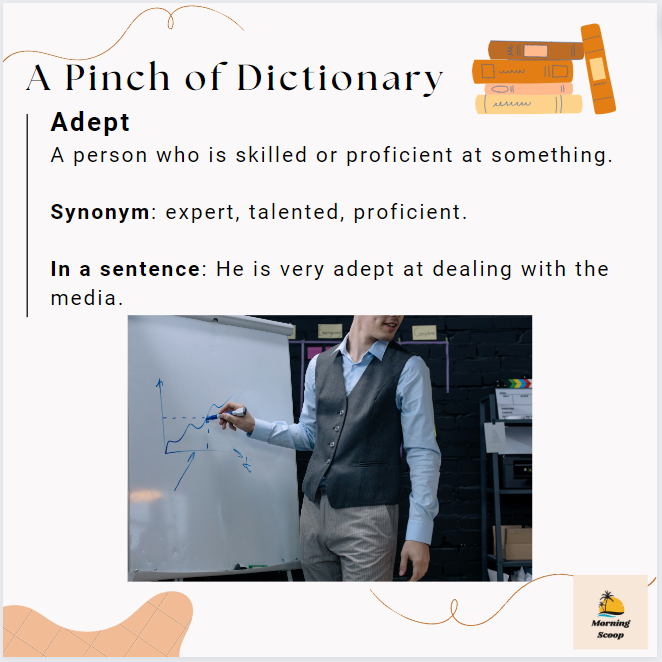 A Pinch of Dictionary
Adept
A person who is skilled or proficient at something.
Synonym: expert, talented, proficient.
In a sentence: He is very adept at dealing with the
media.
Morning
Scoop